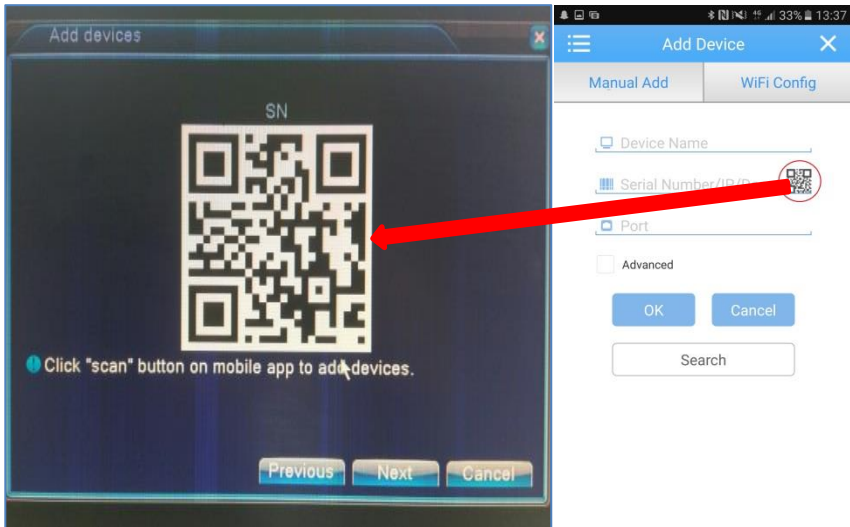 Add devices
SN
Click "scan" button on mobile app to add devices.
Previous Next Cancel
4G 33% 13:37
Add Device
Manual Add WiFi Config
Device Name
Serial Number/IP/
Port
Advanced
OK Cancel
Search